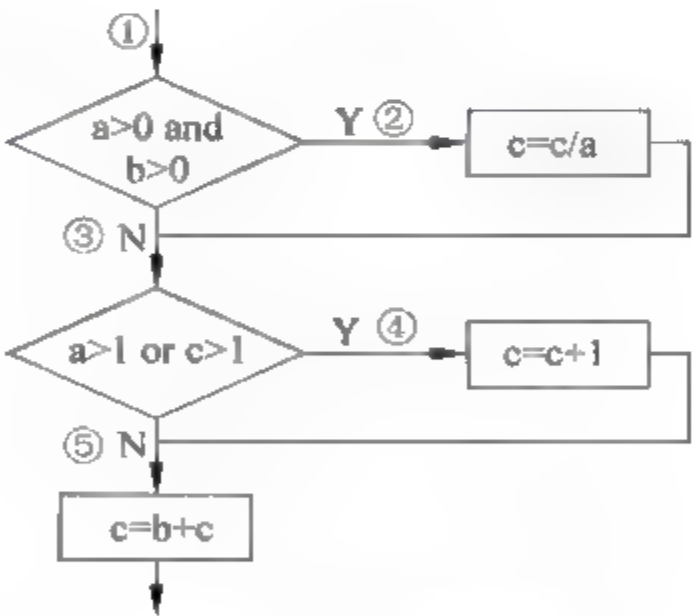 ①
a>0 and
b>0
Y ②
c=c/a
③ N
a>1 or c>1
Y ④
c=c+1
⑤ N
c=b+c